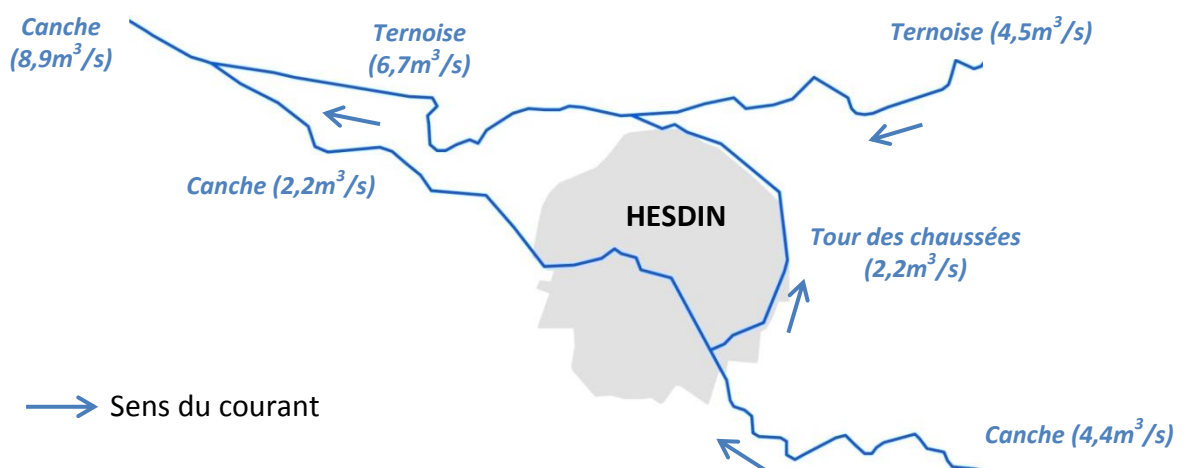 Canche
(8,9m³/s)
Ternoise
(6,7m³/s)
Ternoise (4,5m³/s)
Canche (2,2m³/s)
HESDIN
Tour des chaussées
(2,2m³/s)
Sens du courant
Canche (4,4m³/s)